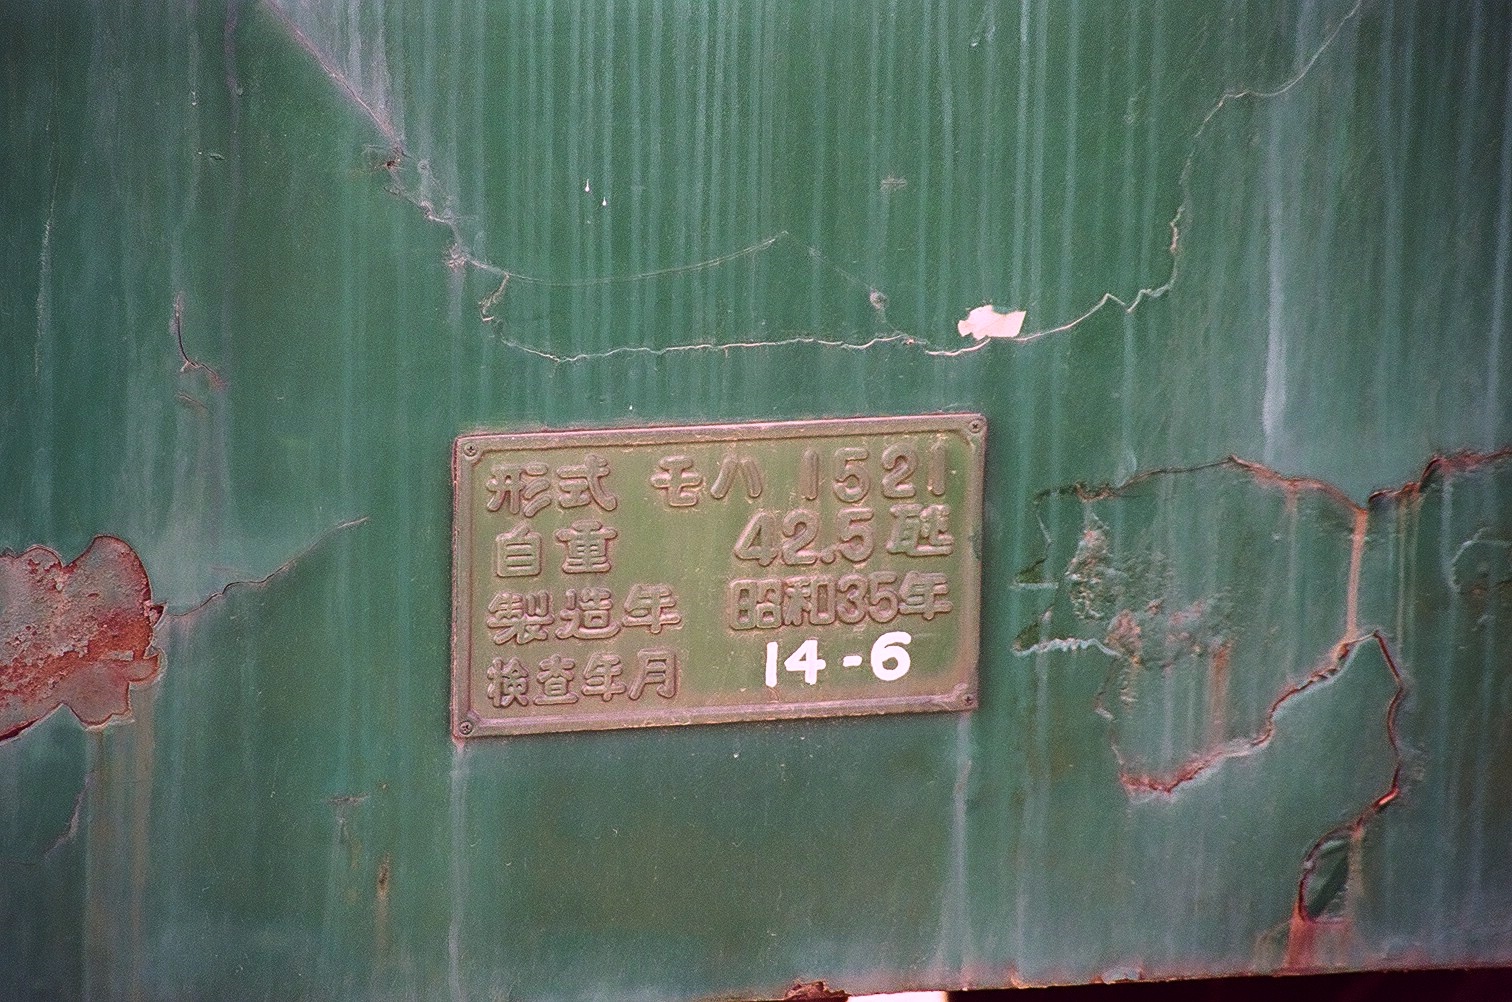 形式 モハ 1521
自重 42.5 瓲
製造年 昭和35年
検査年月 14-6